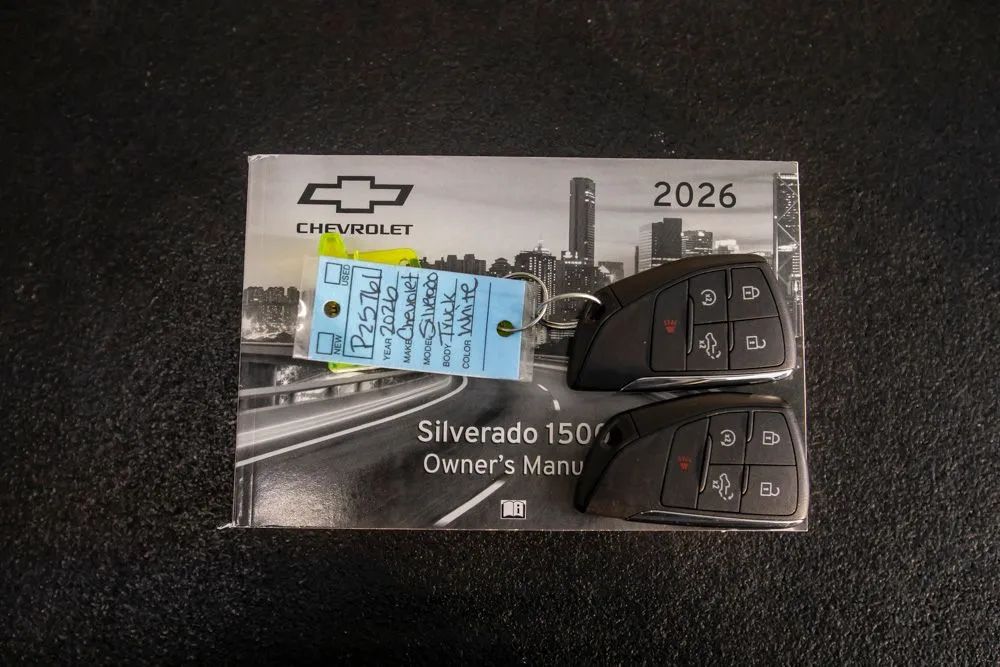 CHEVROLET
2026
USED
NEW
P25761
YEAR 2026
MAKE Chevrolet
MODEL Silverado
BODY Truck
COLOR White
Silverado 1500
Owner's Manu